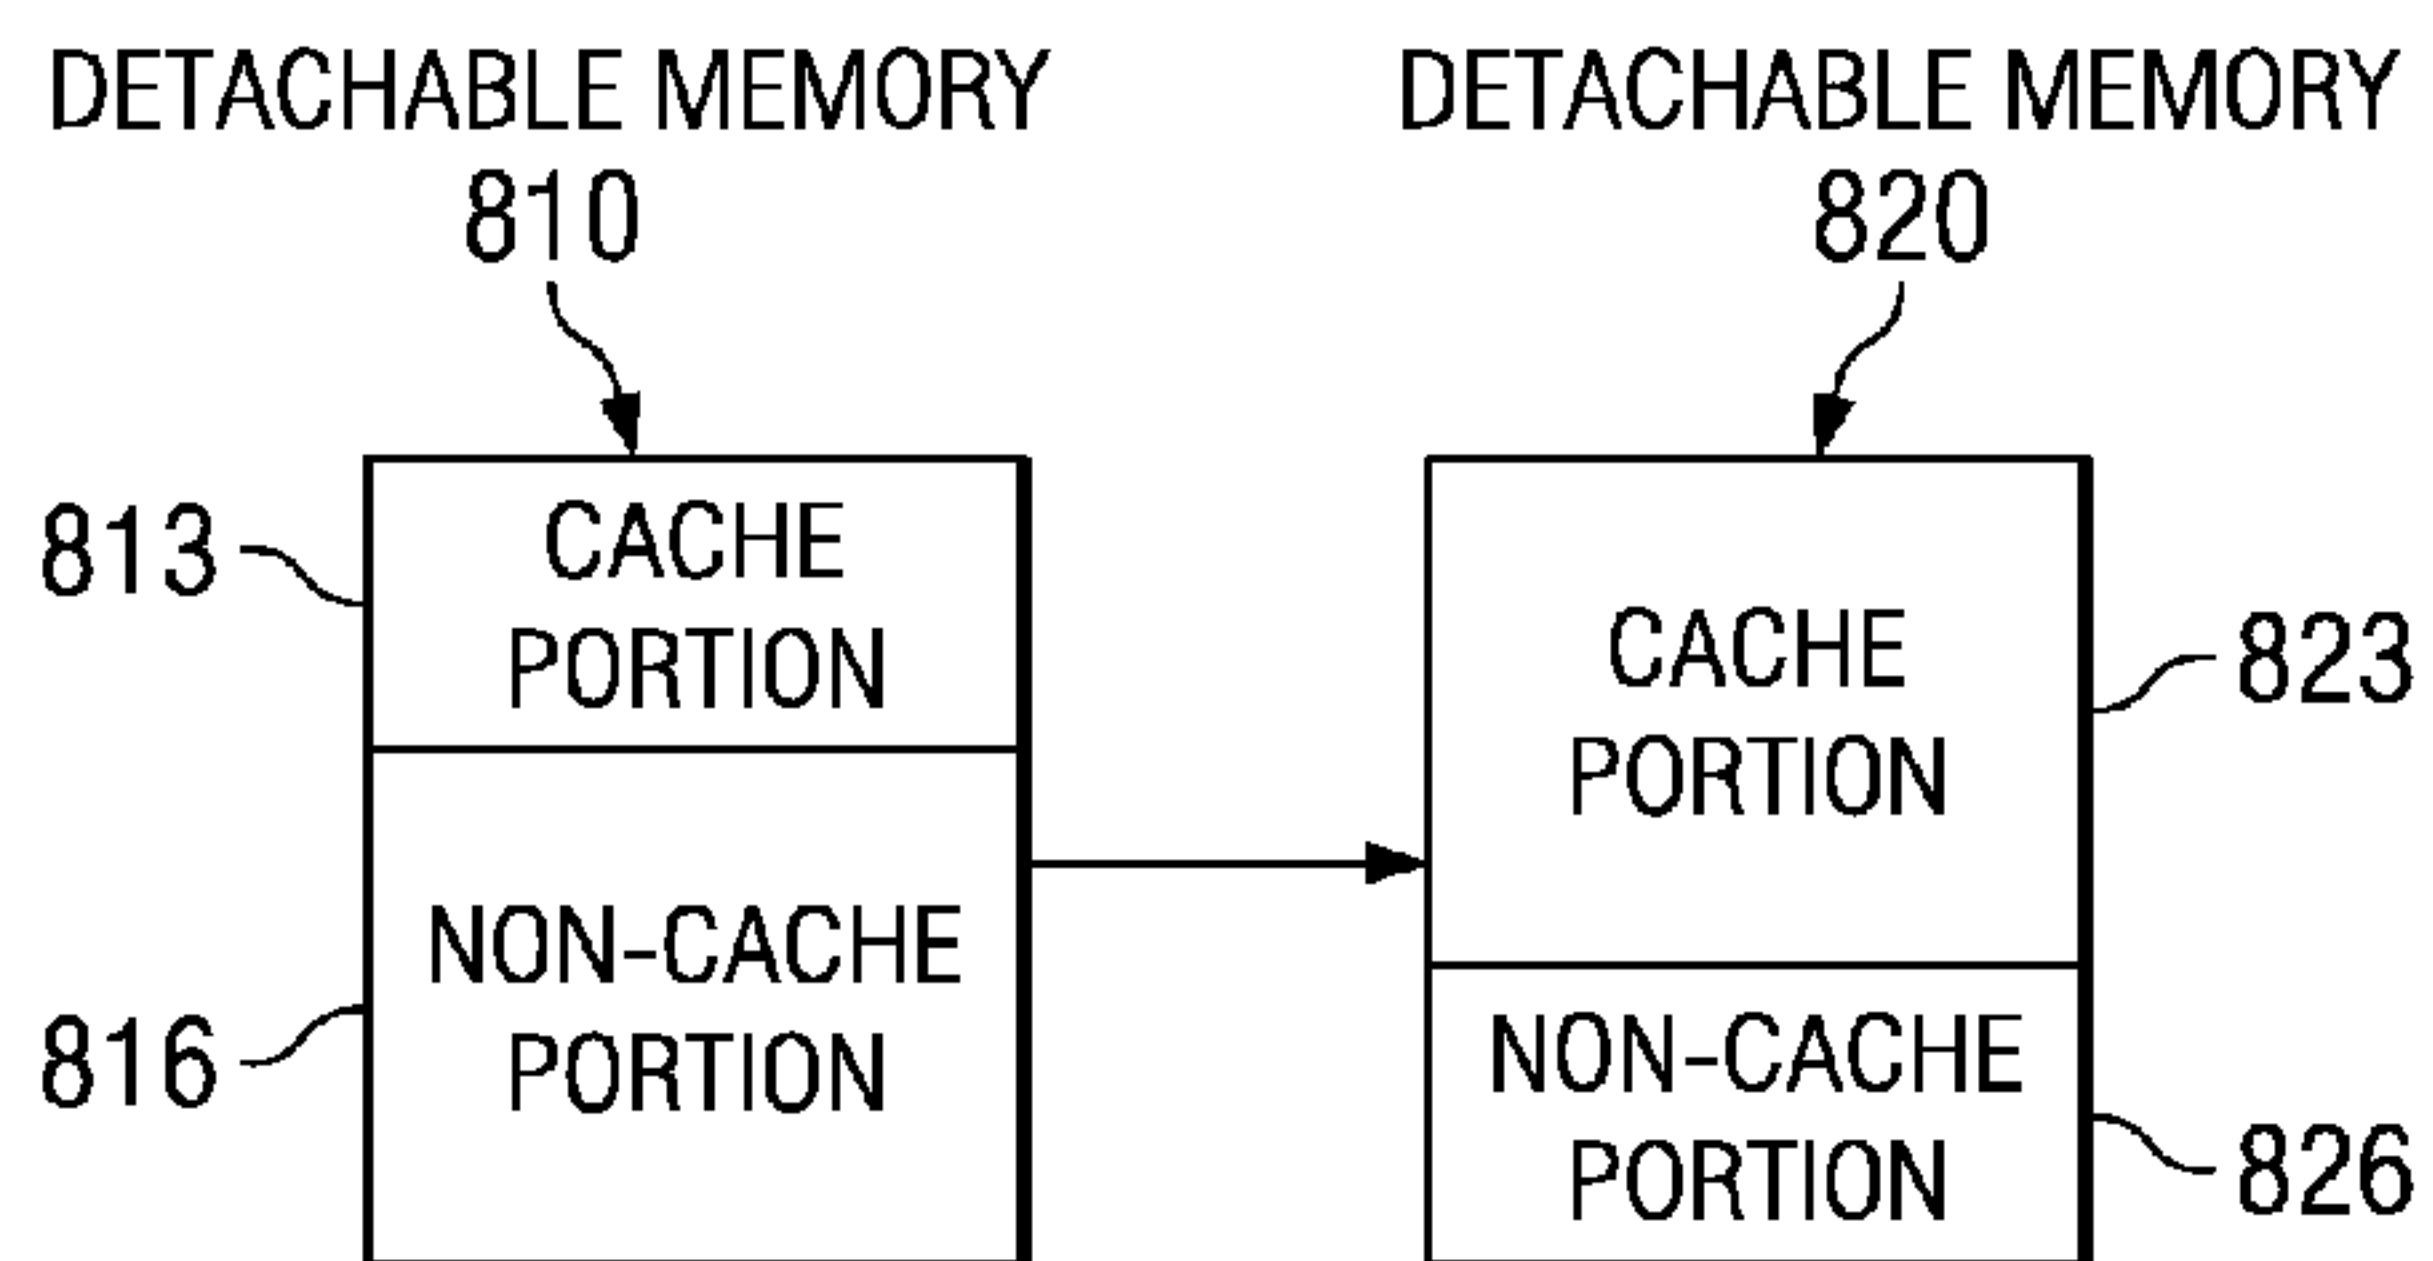 DETACHABLE MEMORY
810
DETACHABLE MEMORY
820
813
CACHE
PORTION
816
NON-CACHE
PORTION
CACHE
PORTION
823
NON-CACHE
PORTION
826